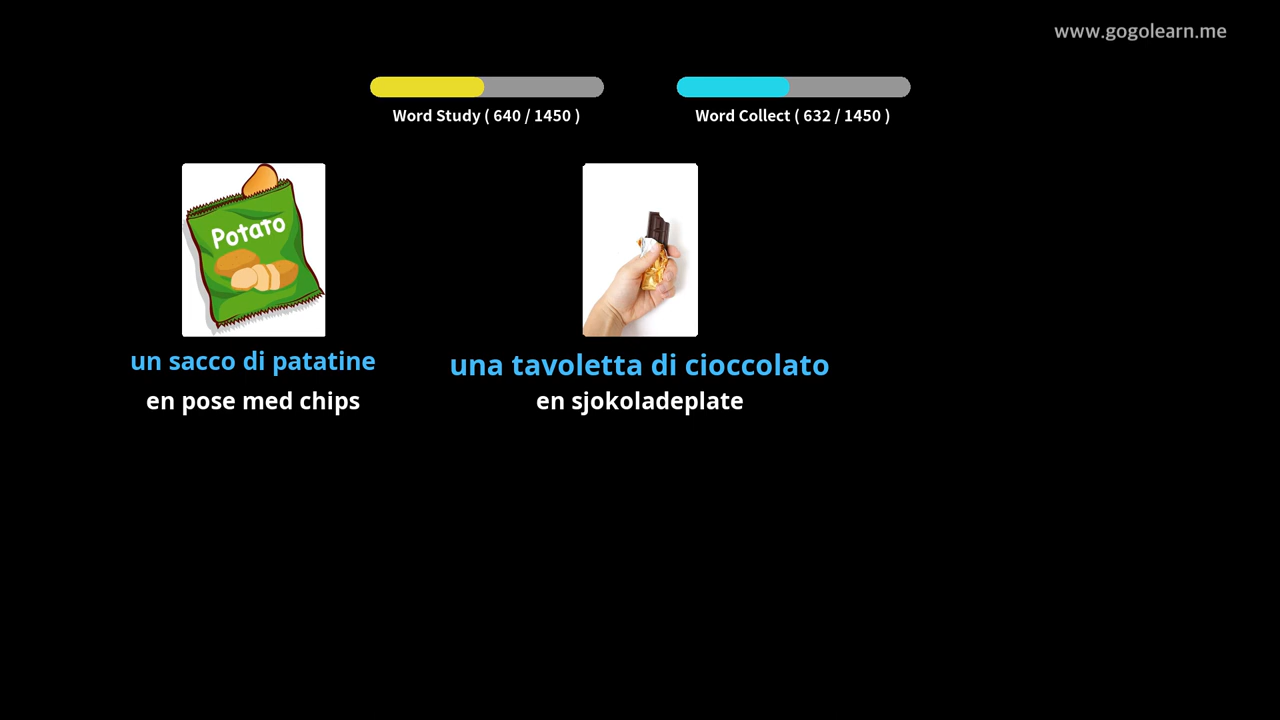 www.gogolearn.me
Word Study ( 640 / 1450 )
Word Collect ( 632 / 1450 )
Potato
un sacco di patatine
en pose med chips
una tavoletta di cioccolato
en sjokoladeplate